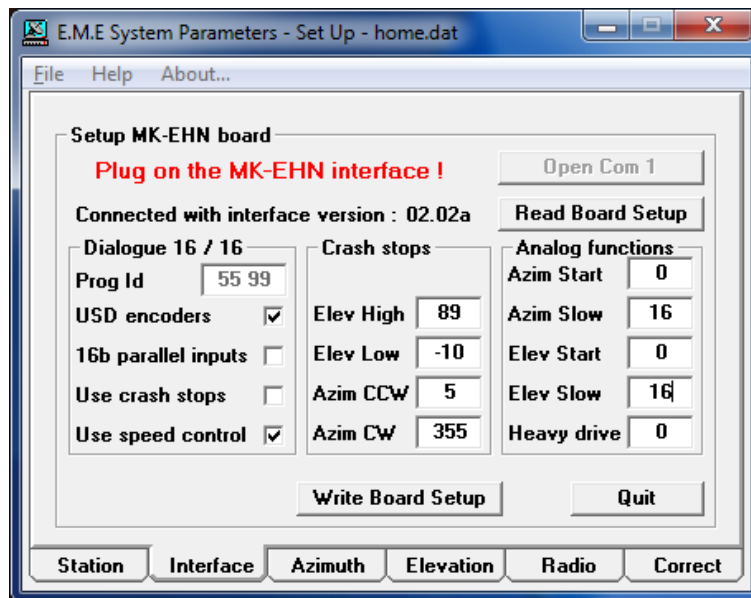 E.M.E System Parameters - Set Up - home.dat
File Help About...
Setup MK-EHN board
Plug on the MK-EHN interface !
Open Com 1
Connected with interface version : 02.02a
Read Board Setup
Dialogue 16 / 16
Prog Id 55 99
USD encoders
16b parallel inputs
Use crash stops
Use speed control
Crash stops
Elev High 89
Elev Low -10
Azim CCW 5
Azim CW 355
Analog functions
Azim Start 0
Azim Slow 16
Elev Start 0
Elev Slow 16
Heavy drive 0
Write Board Setup
Quit
Station Interface Azimuth Elevation Radio Correct